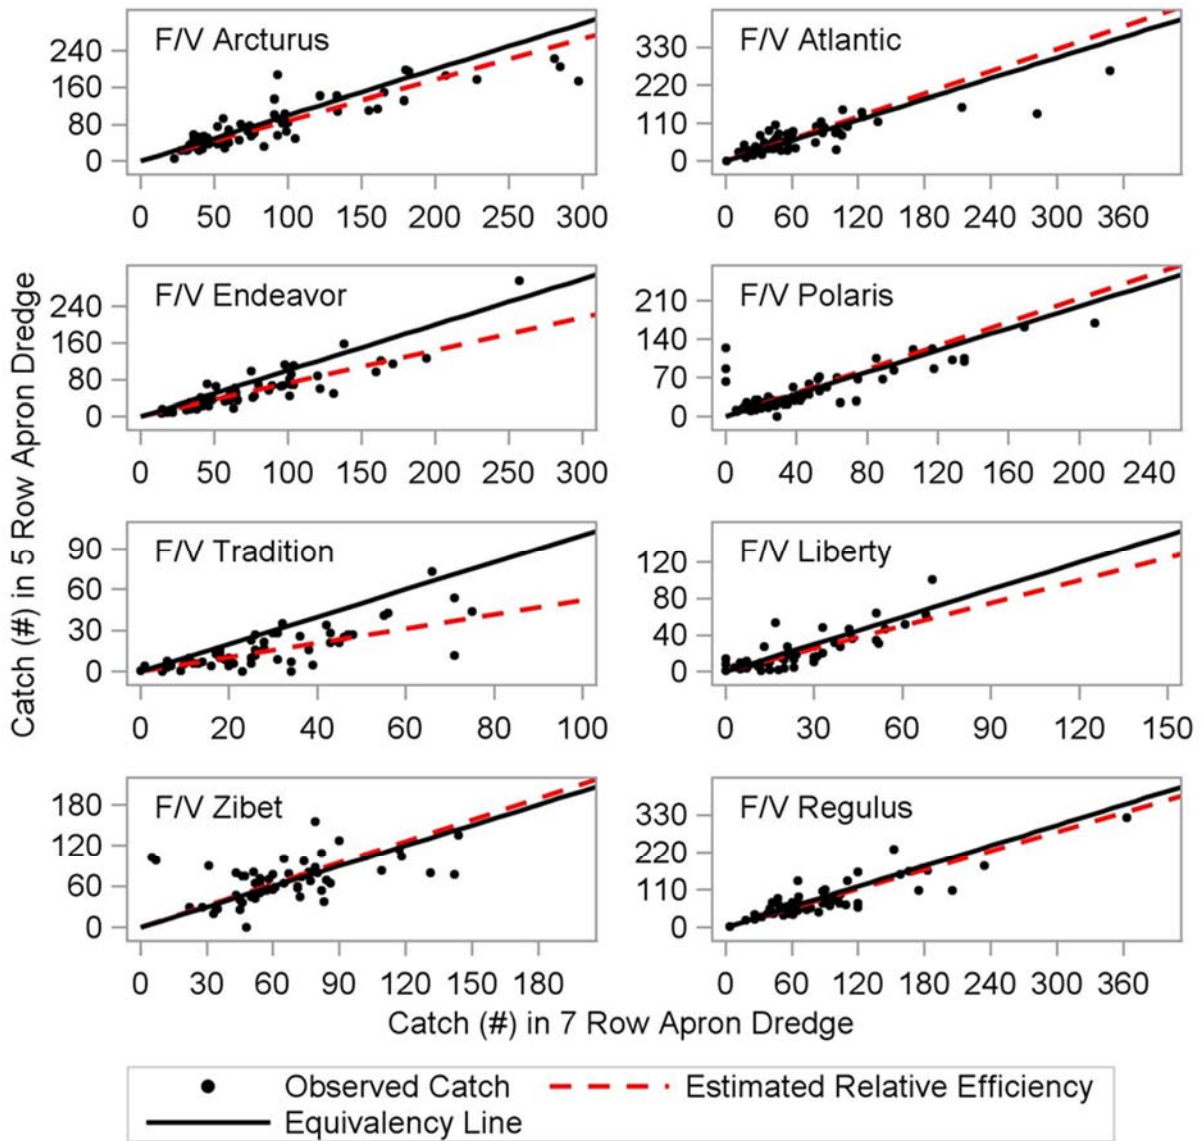 F/V Arcturus
240
160
80
0
0 50 100 150 200 250 300
F/V Atlantic
330
220
110
0
0 60 120 180 240 300 360
F/V Endeavor
240
160
80
0
0 50 100 150 200 250 300
F/V Polaris
210
140
70
0
0 40 80 120 160 200 240
F/V Tradition
90
60
30
0
0 20 40 60 80 100
F/V Liberty
120
80
40
0
0 30 60 90 120 150
F/V Zibet
180
120
60
0
0 30 60 90 120 150 180
F/V Regulus
330
220
110
0
0 60 120 180 240 300 360
Catch (#) in 5 Row Apron Dredge
Catch (#) in 7 Row Apron Dredge
Observed Catch Estimated Relative Efficiency
Equivalency Line